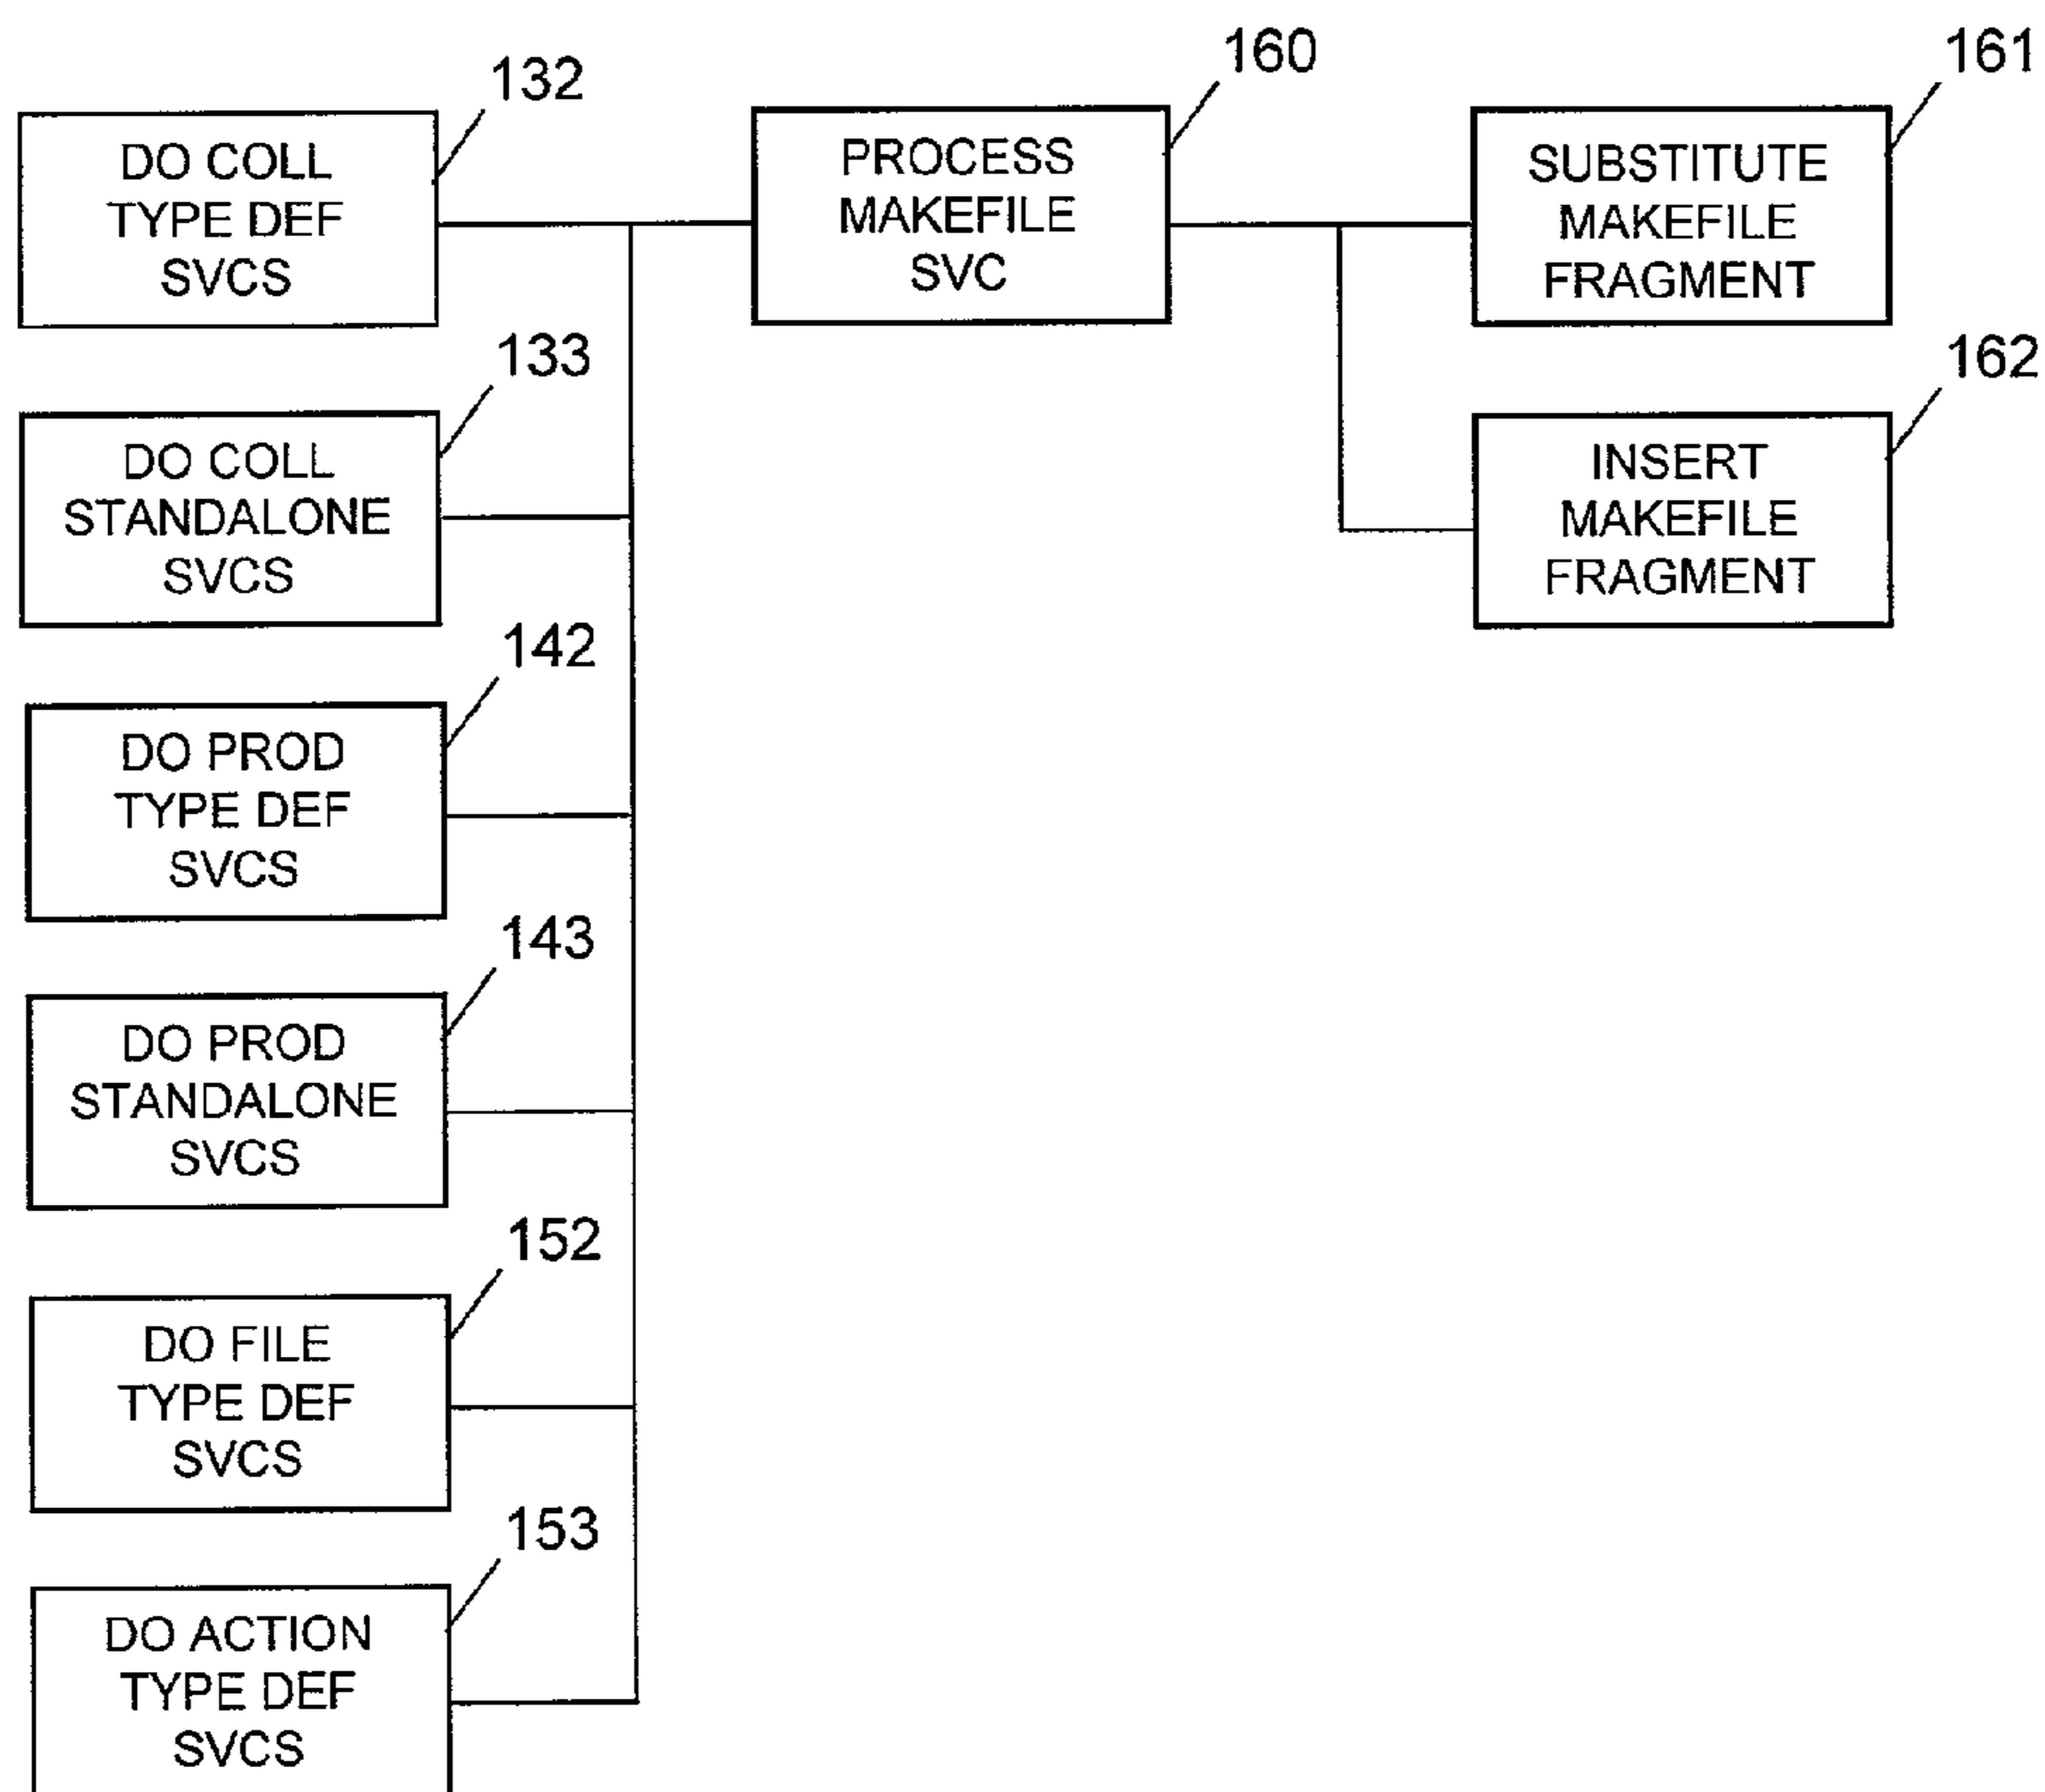 132
DO COLL
TYPE DEF
SVCS
160
PROCESS
MAKEFILE
SVC
161
SUBSTITUTE
MAKEFILE
FRAGMENT
133
DO COLL
STANDALONE
SVCS
162
INSERT
MAKEFILE
FRAGMENT
142
DO PROD
TYPE DEF
SVCS
143
DO PROD
STANDALONE
SVCS
152
DO FILE
TYPE DEF
SVCS
153
DO ACTION
TYPE DEF
SVCS